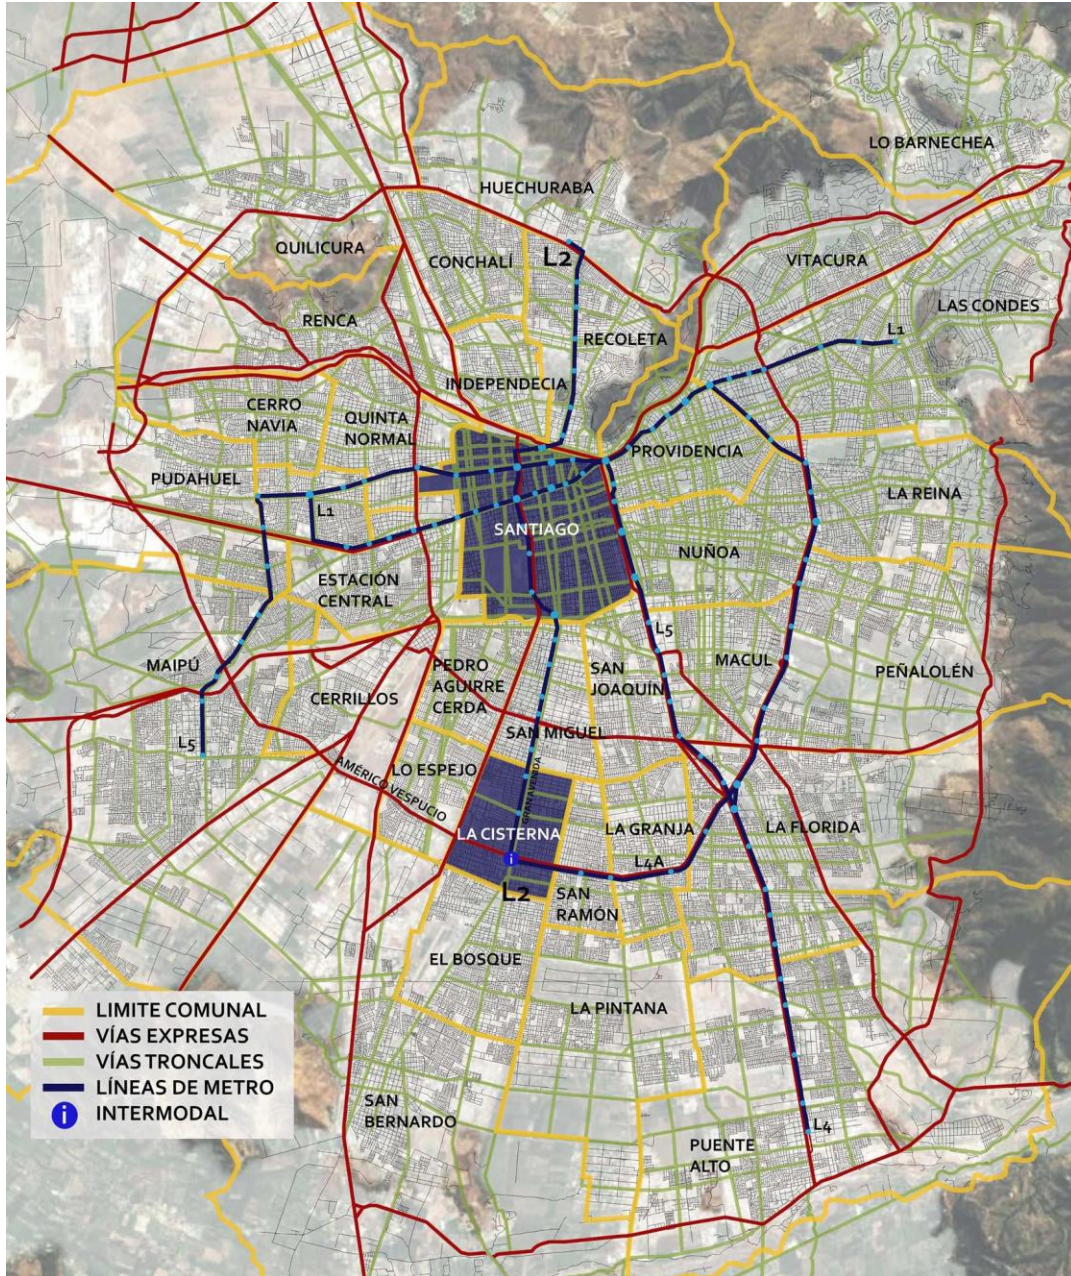 LO BARNECHEA
HUECHURABA
QUILICURA
CONCHALÍ
L2
VITACURA
LAS CONDES
RENCA
RECOLETA
L1
INDEPENDECIA
CERRO
NAVIA
QUINTA
NORMAL
PROVIDENCIA
PUDAHUEL
LA REINA
L1
SANTIAGO
ÑUÑOA
ESTACIÓN
CENTRAL
L5
MAIPÚ
PEDRO
AGUIRRE
CERDA
SAN
JOAQUÍN
MACUL
PEÑALOLÉN
CERRILLOS
SAN MIGUEL
L5
LO ESPEJO
AMÉRICO VESPUCIO
GRAN AVENIDA
LA CISTERNA
LA GRANJA
LA FLORIDA
L4A
L2
SAN
RAMÓN
EL BOSQUE
LA PINTANA
LIMITE COMUNAL
VÍAS EXPRESAS
VÍAS TRONCALES
LÍNEAS DE METRO
i INTERMODAL
SAN
BERNARDO
L4
PUENTE
ALTO